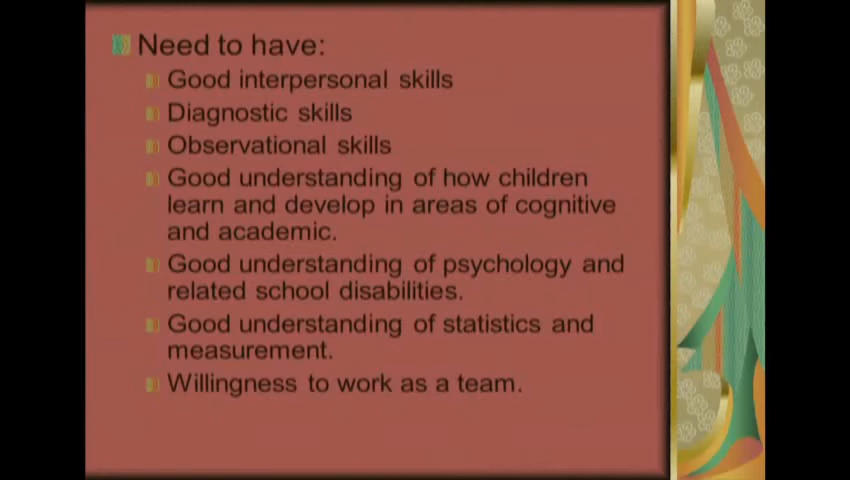 Need to have:
Good interpersonal skills
Diagnostic skills
Observational skills
Good understanding of how children
learn and develop in areas of cognitive
and academic.
Good understanding of psychology and
related school disabilities.
Good understanding of statistics and
measurement.
Willingness to work as a team.